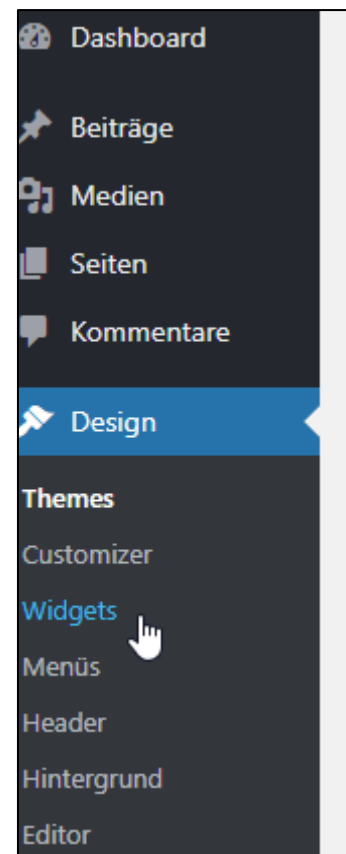 Dashboard
Beiträge
Medien
Seiten
Kommentare
Design
Themes
Customizer
Widgets
Menüs
Header
Hintergrund
Editor